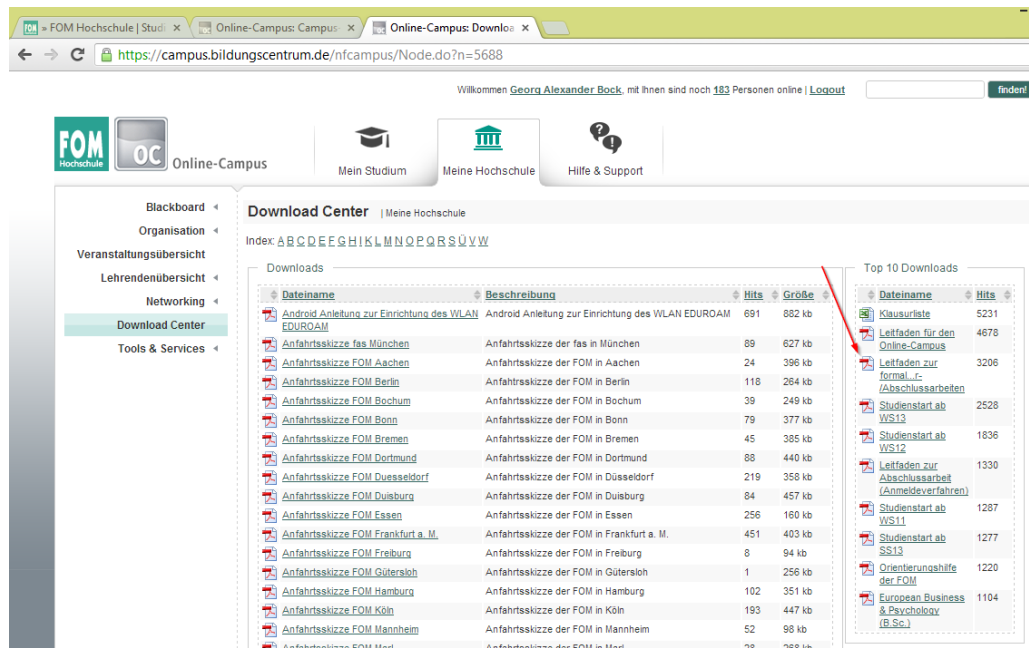 » FOM Hochschule | Studi
Online-Campus: Campus-
Online-Campus: Downloa
https://campus.bildungscentrum.de/nfcampus/Node.do?n=5688
Willkommen Georg Alexander Bock, mit Ihnen sind noch 183 Personen online | Logout
finden!
FOM
Hochschule
OC
Online-Campus
Mein Studium
Meine Hochschule
Hilfe & Support
Blackboard
Organisation
Veranstaltungsübersicht
Lehrendenübersicht
Networking
Download Center
Tools & Services
Download Center | Meine Hochschule
Index: A B C D E F G H I K L M N O P Q R S Ü V W
Downloads
Dateiname Beschreibung Hits Größe
Android Anleitung zur Einrichtung des WLAN Android Anleitung zur Einrichtung des WLAN EDUROAM 691 882 kb
EDUROAM
Anfahrtsskizze fas München Anfahrtsskizze der fas in München 89 627 kb
Anfahrtsskizze FOM Aachen Anfahrtsskizze der FOM in Aachen 24 396 kb
Anfahrtsskizze FOM Berlin Anfahrtsskizze der FOM in Berlin 118 264 kb
Anfahrtsskizze FOM Bochum Anfahrtsskizze der FOM in Bochum 39 249 kb
Anfahrtsskizze FOM Bonn Anfahrtsskizze der FOM in Bonn 79 377 kb
Anfahrtsskizze FOM Bremen Anfahrtsskizze der FOM in Bremen 45 385 kb
Anfahrtsskizze FOM Dortmund Anfahrtsskizze der FOM in Dortmund 88 440 kb
Anfahrtsskizze FOM Duesseldorf Anfahrtsskizze der FOM in Düsseldorf 219 358 kb
Anfahrtsskizze FOM Duisburg Anfahrtsskizze der FOM in Duisburg 84 457 kb
Anfahrtsskizze FOM Essen Anfahrtsskizze der FOM in Essen 256 160 kb
Anfahrtsskizze FOM Frankfurt a. M. Anfahrtsskizze der FOM in Frankfurt a. M. 451 403 kb
Anfahrtsskizze FOM Freiburg Anfahrtsskizze der FOM in Freiburg 8 94 kb
Anfahrtsskizze FOM Gütersloh Anfahrtsskizze der FOM in Gütersloh 1 256 kb
Anfahrtsskizze FOM Hamburg Anfahrtsskizze der FOM in Hamburg 102 351 kb
Anfahrtsskizze FOM Köln Anfahrtsskizze der FOM in Köln 193 447 kb
Anfahrtsskizze FOM Mannheim Anfahrtsskizze der FOM in Mannheim 52 98 kb
Anfahrtsskizze FOM Marl Anfahrtsskizze der FOM in Marl 28 268 kb
Top 10 Downloads
Dateiname Hits
Klausurliste 5231
Leitfaden für den 4678
Online-Campus
Leitfaden zur 3206
formal...r-
/Abschlussarbeiten
Studienstart ab 2528
WS13
Studienstart ab 1836
WS12
Leitfaden zur 1330
Abschlussarbeit
(Anmeldeverfahren)
Studienstart ab 1287
WS11
Studienstart ab 1277
SS13
Orientierungshilfe 1220
der FOM
European Business 1104
& Psychology
(B.Sc.)